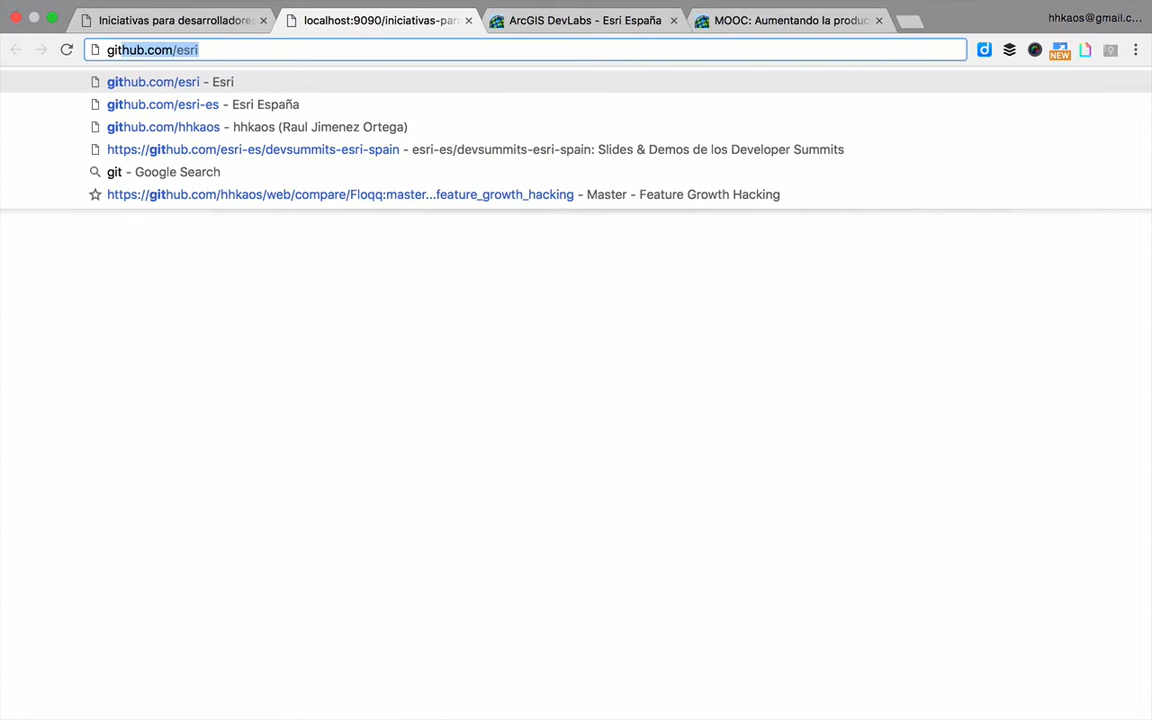 Iniciativas para desarrolladores
localhost:9090/iniciativas-par
ArcGIS DevLabs - Esri España
MOOC: Aumentando la produc
hhkaos@gmail.c...
github.com/esri
NEW
github.com/esri - Esri
github.com/esri-es - Esri España
github.com/hhkaos - hhkaos (Raul Jimenez Ortega)
https://github.com/esri-es/devsummits-esri-spain - esri-es/devsummits-esri-spain: Slides & Demos de los Developer Summits
git - Google Search
https://github.com/hhkaos/web/compare/Floqq:master...feature_growth_hacking - Master - Feature Growth Hacking